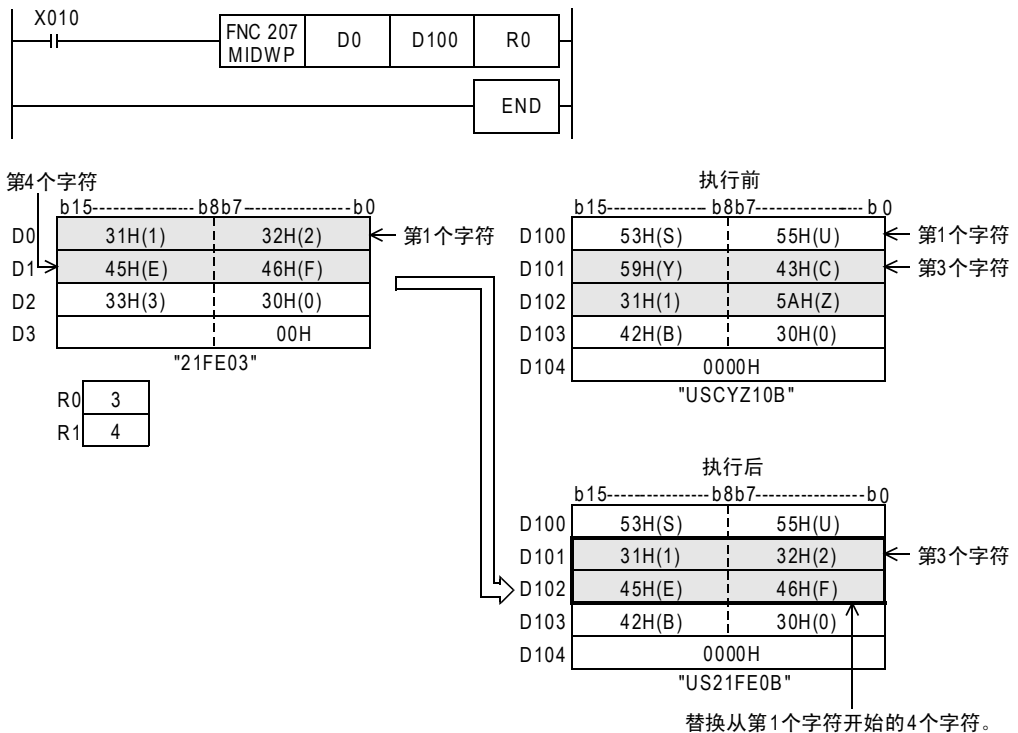 X010
FNC 207
MIDWP
D0
D100
R0
END
第4个字符
b15 b8b7 b0
D0 31H(1) 32H(2) 第1个字符
D1 45H(E) 46H(F)
D2 33H(3) 30H(0)
D3 00H
"21FE03"
R0 3
R1 4
执行前
b15 b8b7 b0
D100 53H(S) 55H(U) 第1个字符
D101 59H(Y) 43H(C) 第3个字符
D102 31H(1) 5AH(Z)
D103 42H(B) 30H(0)
D104 0000H
"USCYZ10B"
执行后
b15 b8b7 b0
D100 53H(S) 55H(U)
D101 31H(1) 32H(2) 第3个字符
D102 45H(E) 46H(F)
D103 42H(B) 30H(0)
D104 0000H
"US21FE0B"
替换从第1个字符开始的4个字符。